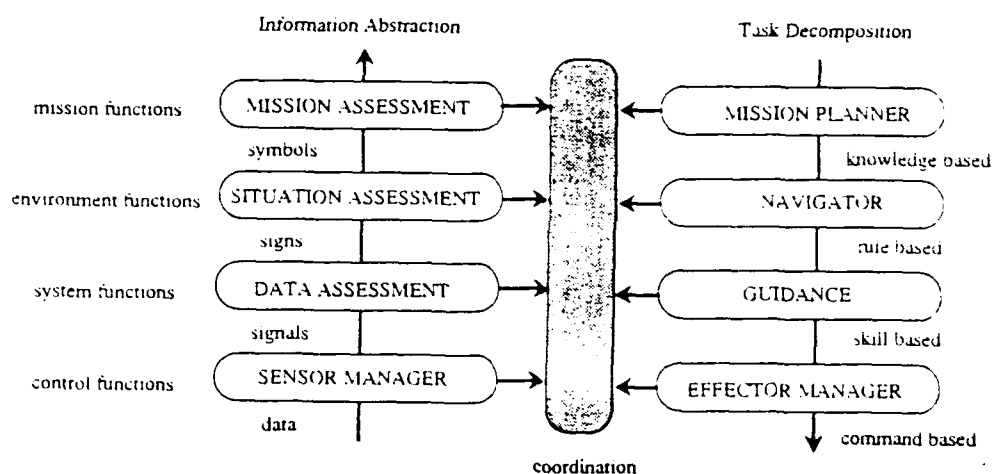 Information Abstraction
Task Decomposition
mission functions
MISSION ASSESSMENT
MISSION PLANNER
symbols
knowledge based
environment functions
SITUATION ASSESSMENT
NAVIGATOR
signs
rule based
system functions
DATA ASSESSMENT
GUIDANCE
signals
skill based
control functions
SENSOR MANAGER
EFFECTOR MANAGER
data
command based
coordination